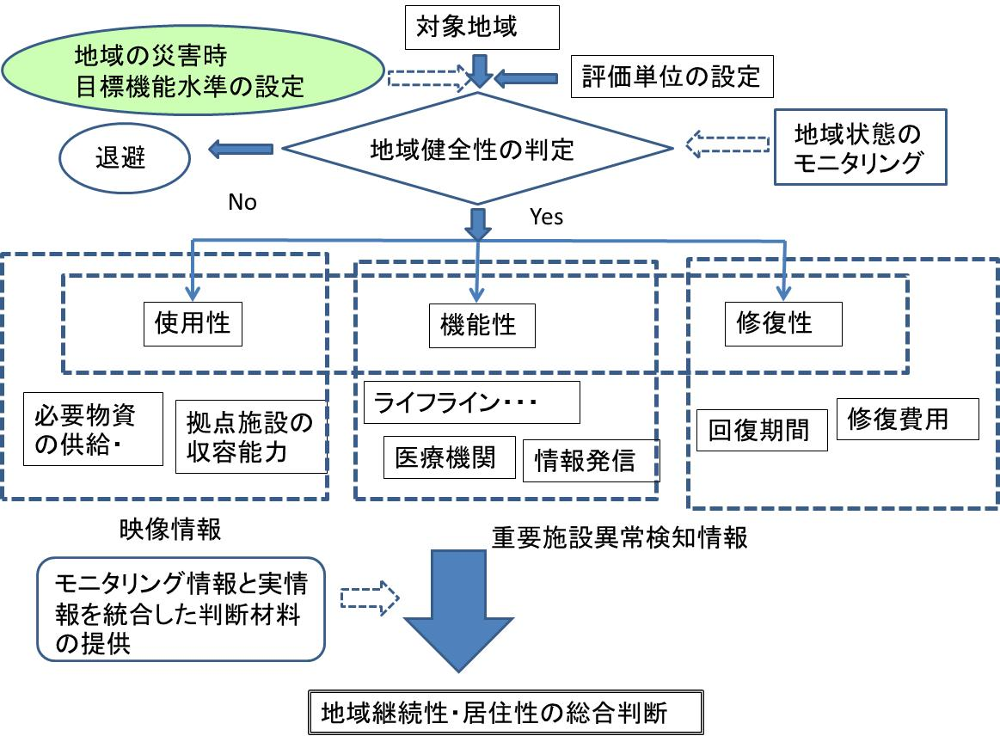 対象地域
地域の災害時
目標機能水準の設定
評価単位の設定
地域健全性の判定
地域状態の
モニタリング
退避
No
Yes
使用性
機能性
修復性
必要物資
の供給・
拠点施設の
収容能力
ライフライン・・・
医療機関
情報発信
回復期間
修復費用
映像情報
重要施設異常検知情報
モニタリング情報と実情
報を統合した判断材料
の提供
地域継続性・居住性の総合判断